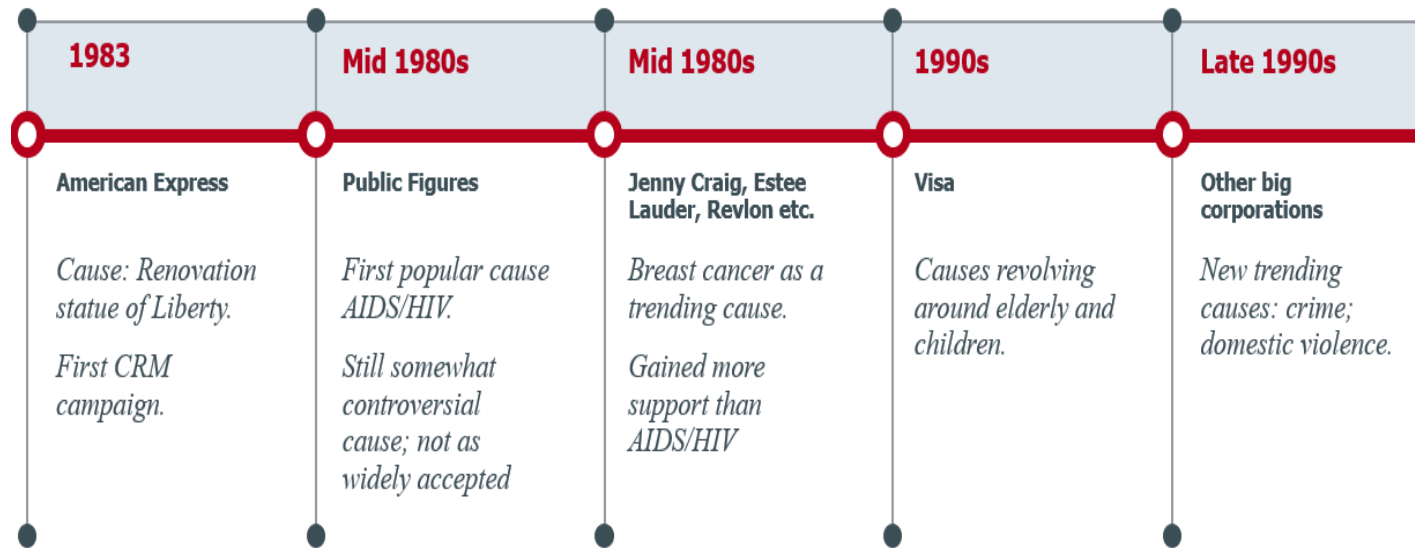 1983
American Express
Cause: Renovation
statue of Liberty.
First CRM
campaign.
Mid 1980s
Public Figures
First popular cause
AIDS/HIV.
Still somewhat
controversial
cause; not as
widely accepted
Mid 1980s
Jenny Craig, Estee
Lauder, Revlon etc.
Breast cancer as a
trending cause.
Gained more
support than
AIDS/HIV
1990s
Visa
Causes revolving
around elderly and
children.
Late 1990s
Other big
corporations
New trending
causes: crime;
domestic violence.